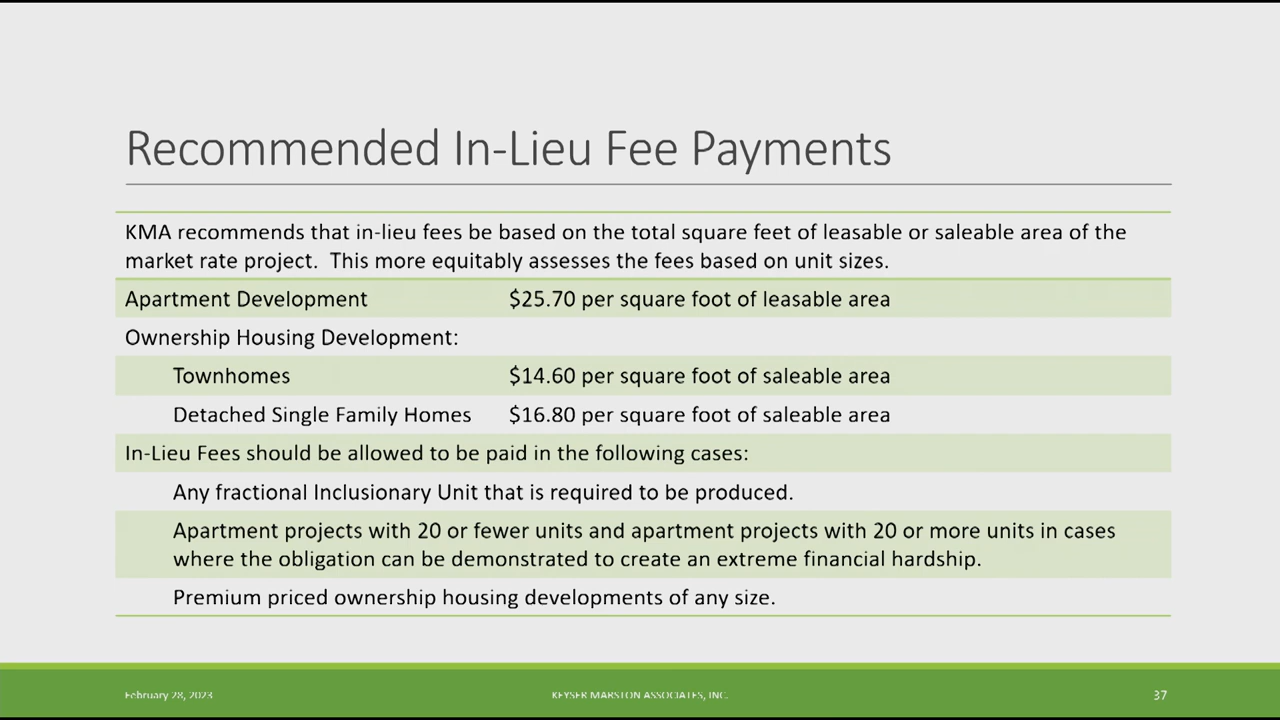 Recommended In-Lieu Fee Payments
KMA recommends that in-lieu fees be based on the total square feet of leasable or saleable area of the
market rate project.  This more equitably assesses the fees based on unit sizes.
Apartment Development $25.70 per square foot of leasable area
Ownership Housing Development:
Townhomes $14.60 per square foot of saleable area
Detached Single Family Homes $16.80 per square foot of saleable area
In-Lieu Fees should be allowed to be paid in the following cases:
Any fractional Inclusionary Unit that is required to be produced.
Apartment projects with 20 or fewer units and apartment projects with 20 or more units in cases
where the obligation can be demonstrated to create an extreme financial hardship.
Premium priced ownership housing developments of any size.
February 28, 2023 KEYSER MARSTON ASSOCIATES, INC. 37